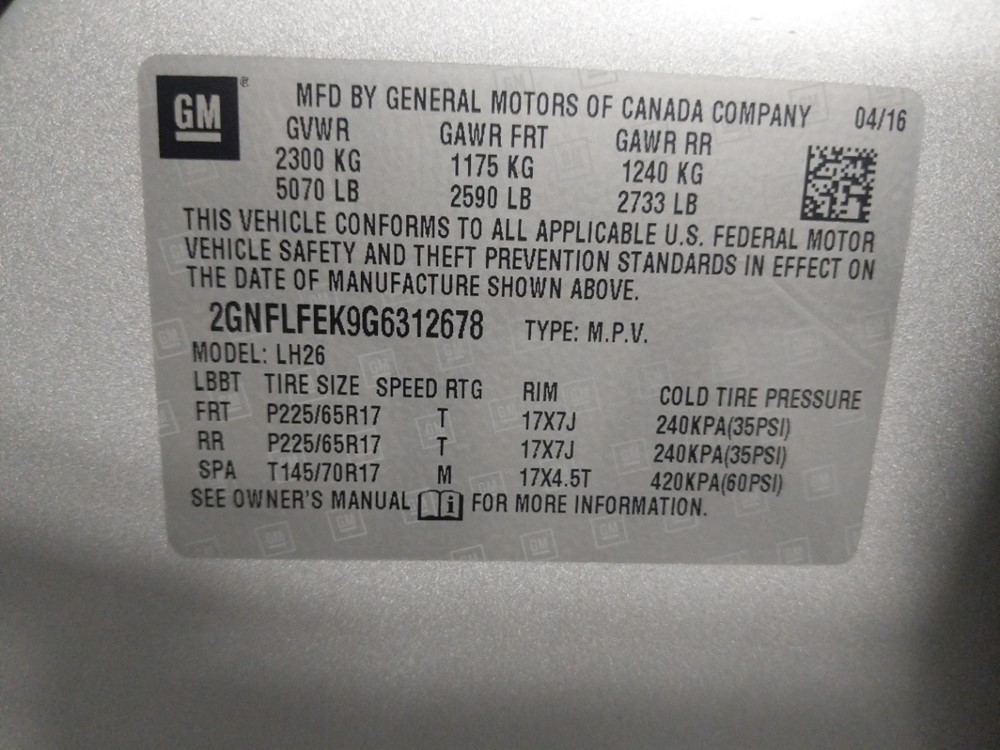 GM ® MFD BY GENERAL MOTORS OF CANADA COMPANY 04/16
GVWR GAWR FRT GAWR RR
2300 KG 1175 KG 1240 KG
5070 LB 2590 LB 2733 LB
THIS VEHICLE CONFORMS TO ALL APPLICABLE U.S. FEDERAL MOTOR
VEHICLE SAFETY AND THEFT PREVENTION STANDARDS IN EFFECT ON
THE DATE OF MANUFACTURE SHOWN ABOVE.
2GNFLFEK9G6312678 TYPE: M.P.V.
MODEL: LH26
LBBT TIRE SIZE SPEED RTG RIM COLD TIRE PRESSURE
FRT P225/65R17 T 17X7J 240KPA(35PSI)
RR P225/65R17 T 17X7J 240KPA(35PSI)
SPA T145/70R17 M 17X4.5T 420KPA(60PSI)
SEE OWNER'S MANUAL i FOR MORE INFORMATION.